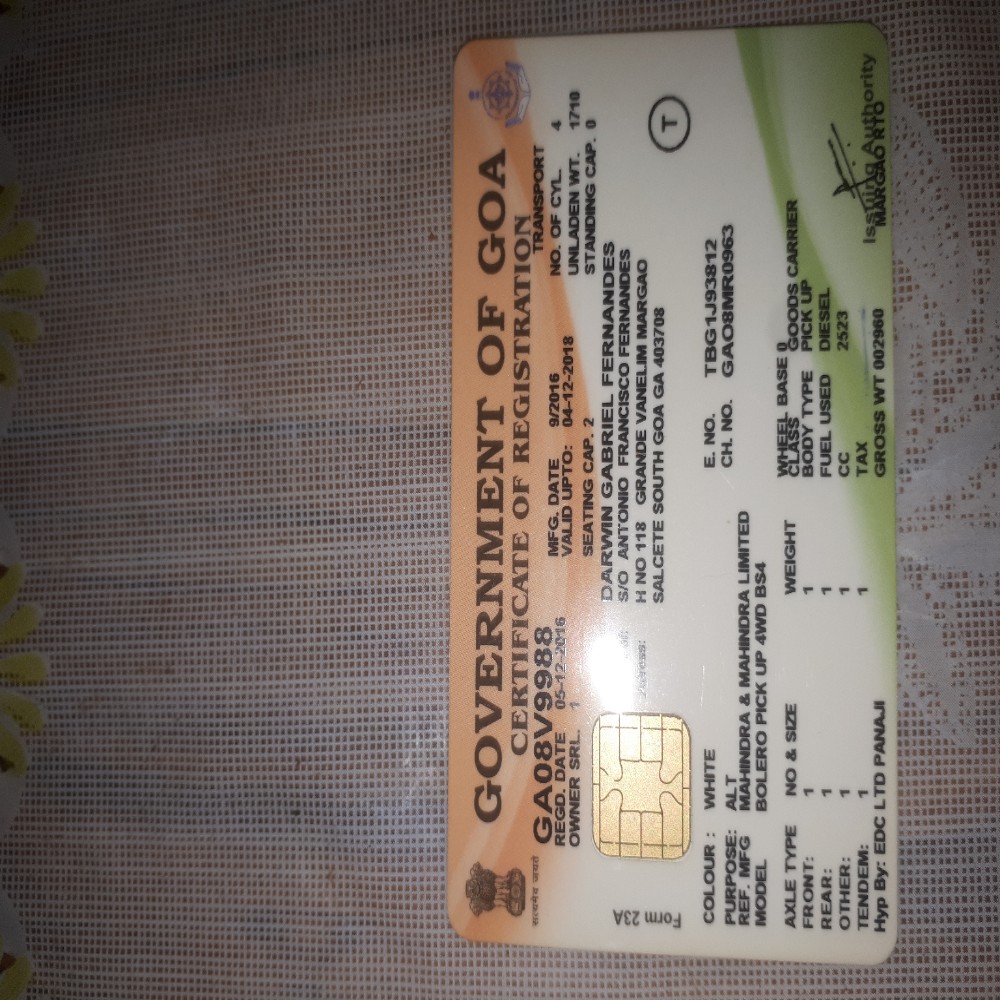 GOVERNMENT OF GOA
CERTIFICATE OF REGISTRATION
सत्यमेव जयते
TRANSPORT
GA08V9988
REGD. DATE 05-12-2016 MFG. DATE 9/2016 NO. OF CYL. 4
OWNER SRL. 1 VALID UPTO: 04-12-2018 UNLADEN WT. 1710
SEATING CAP. 2 STANDING CAP. 0
DARWIN GABRIEL FERNANDES
S/O ANTONIO FRANCISCO FERNANDES
H NO 118 GRANDE VANELIM MARGAO
SALCETE SOUTH GOA GA 403708
Form 23A
T
COLOUR : WHITE E. NO. TBG1J93812
PURPOSE: ALT CH. NO. GAO8MR0963
REF. MFG MAHINDRA & MAHINDRA LIMITED
MODEL BOLERO PICK UP 4WD BS4
WHEEL BASE 0
AXLE TYPE NO & SIZE WEIGHT CLASS GOODS CARRIER
FRONT: 1 1 BODY TYPE PICK UP
REAR: 1 1 FUEL USED DIESEL
OTHER: 1 1 CC 2523
TENDEM: 1 1 TAX
Hyp By: EDC LTD PANAJI GROSS WT 002960
Issuing Authority
MARGAO RTO